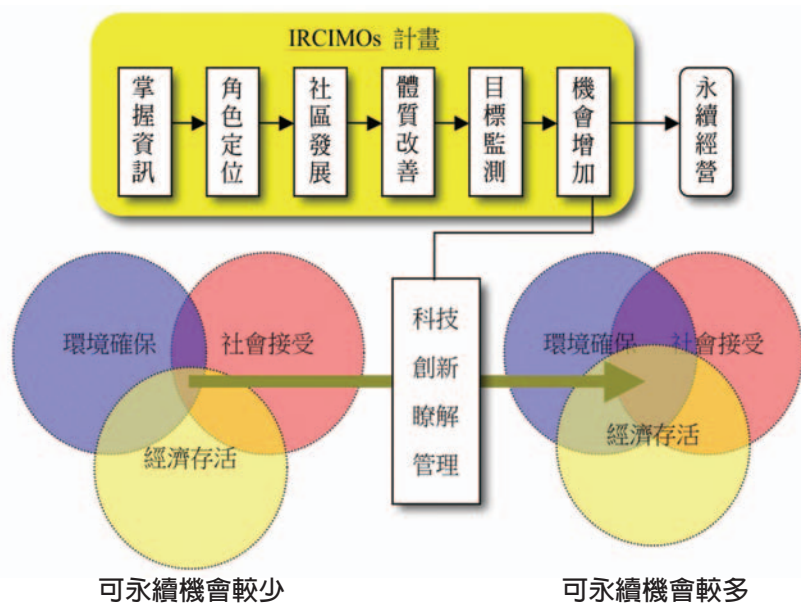 IRCIMOs 計畫
掌握資訊
角色定位
社區發展
體質改善
目標監測
機會增加
永續經營
環境確保
社會接受
經濟存活
科技
創新
瞭解
管理
環境確保
社會接受
經濟存活
可永續機會較少
可永續機會較多